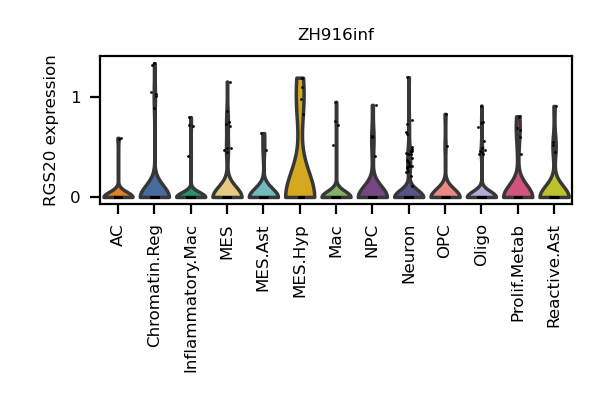 ZH916inf
RGS20 expression
1
0
AC
Chromatin.Reg
Inflammatory.Mac
MES
MES.Ast
MES.Hyp
Mac
NPC
Neuron
OPC
Oligo
Prolif.Metab
Reactive.Ast